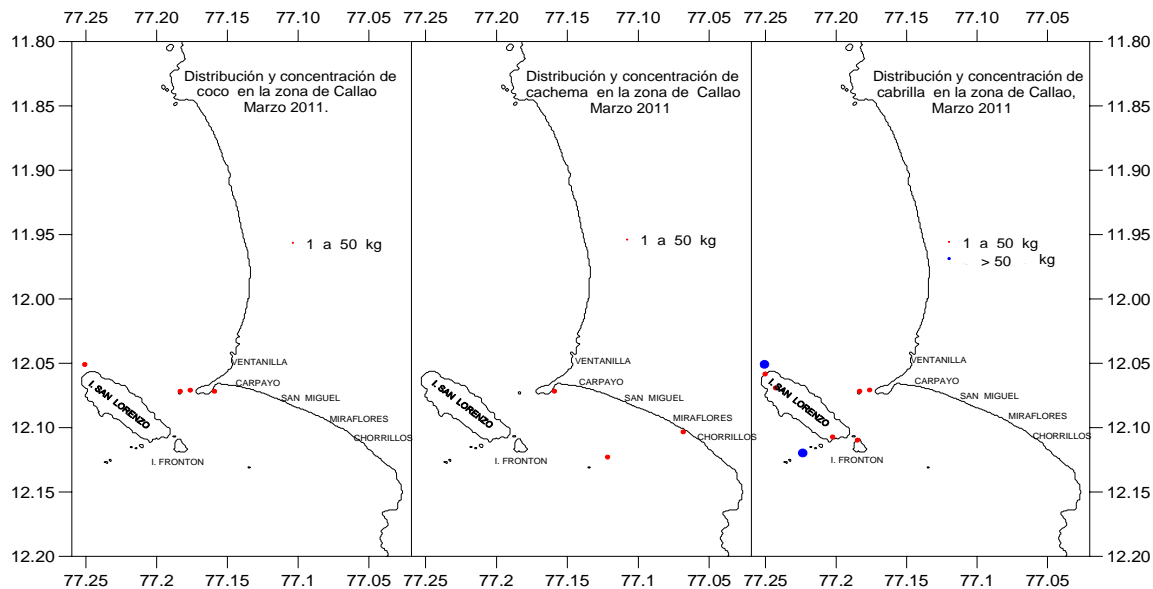 77.25 77.2 77.15 77.1 77.05 77.25 77.2 77.15 77.1 77.05 77.25 77.2 77.15 77.1 77.05
11.80 11.80
11.85 11.85
11.90 11.90
11.95 11.95
12.00 12.00
12.05 12.05
12.10 12.10
12.15 12.15
12.20 12.20
Distribución y concentración de
coco en la zona de Callao
Marzo 2011.
1 a 50 kg
VENTANILLA
CARPAYO
SAN MIGUEL
MIRAFLORES
CHORRILLOS
I. SAN LORENZO
I. FRONTON
Distribución y concentración de
cachema en la zona de Callao
Marzo 2011
1 a 50 kg
VENTANILLA
CARPAYO
SAN MIGUEL
MIRAFLORES
CHORRILLOS
I. SAN LORENZO
I. FRONTON
Distribución y concentración de
cabrilla en la zona de Callao,
Marzo 2011
1 a 50 kg
> 50 kg
VENTANILLA
CARPAYO
SAN MIGUEL
MIRAFLORES
CHORRILLOS
I. SAN LORENZO
I. FRONTON
77.25 77.2 77.15 77.1 77.05 77.25 77.2 77.15 77.1 77.05 77.25 77.2 77.15 77.1 77.05